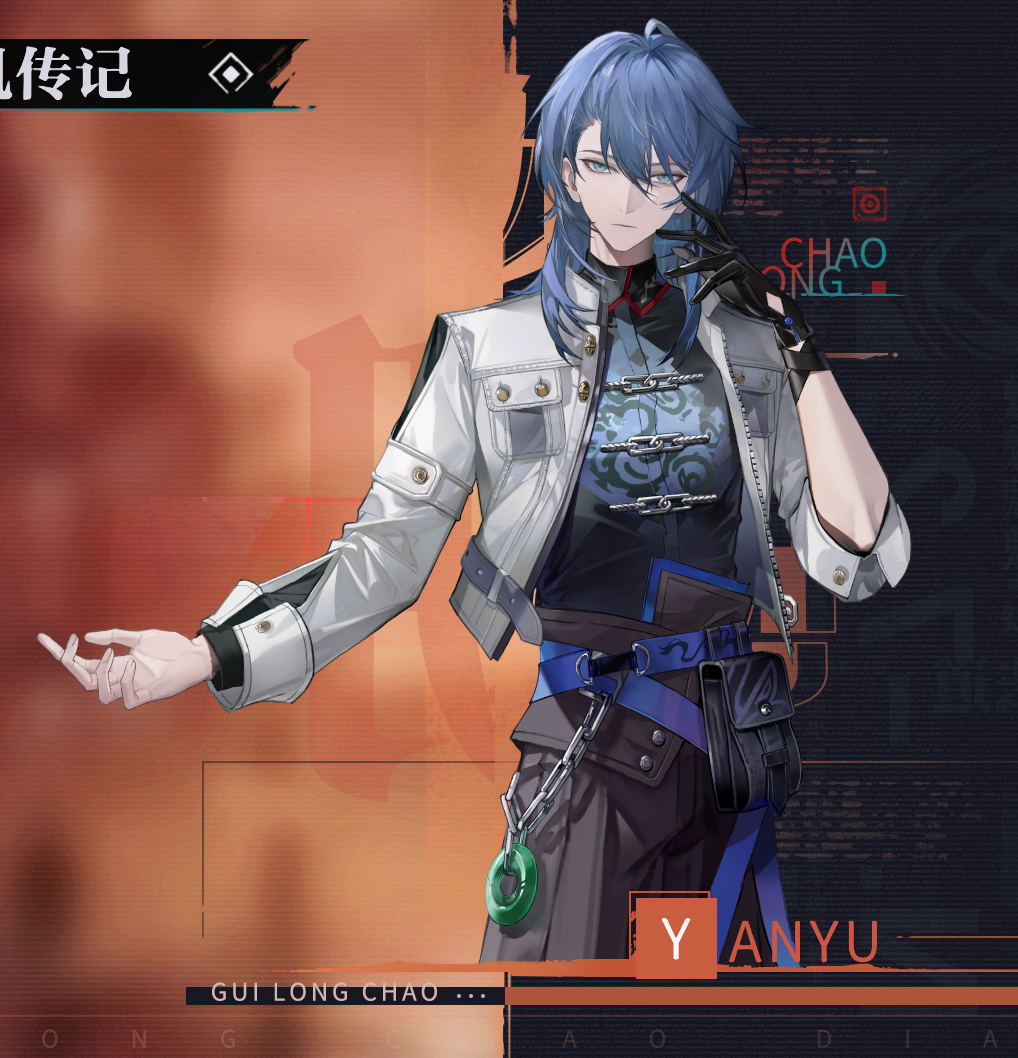 传记
CHAO
ONG
YANYU
GUI LONG CHAO ...
O N G C A O D I A